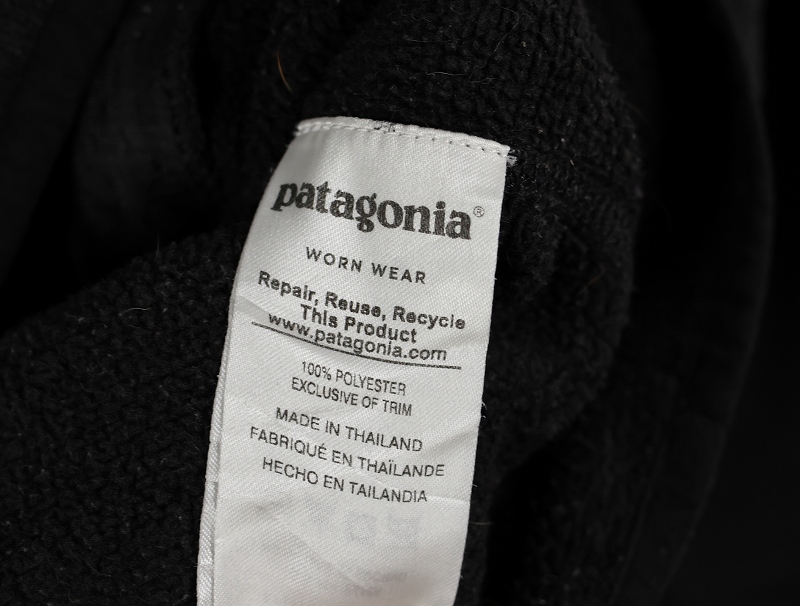 patagonia®
WORN WEAR
Repair, Reuse, Recycle
This Product
www.patagonia.com
100% POLYESTER
EXCLUSIVE OF TRIM
MADE IN THAILAND
FABRIQUÉ EN THAÏLANDE
HECHO EN TAILANDIA